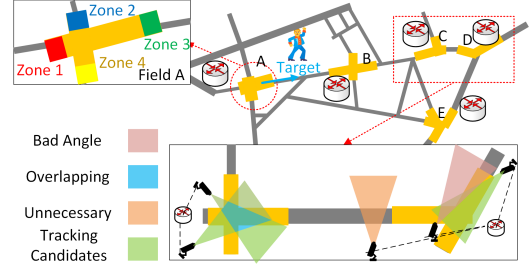 Zone 2
Zone 3
Zone 1
Zone 4
Field A
A
Target
B
C
D
E
Bad Angle
Overlapping
Unnecessary
Tracking
Candidates